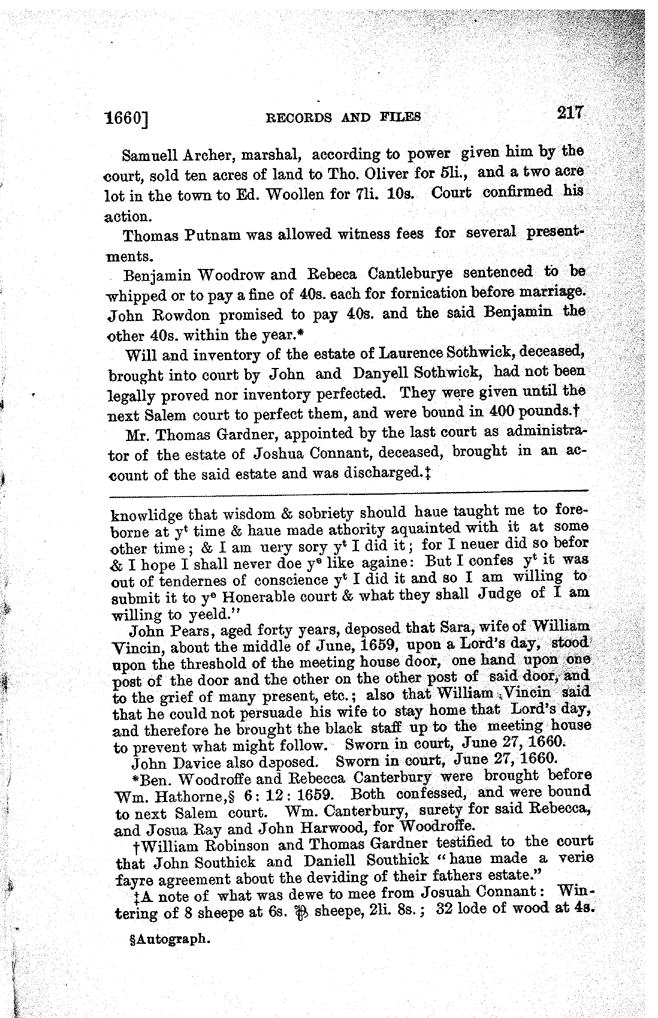 1660] RECORDS AND FILES 217
Samuell Archer, marshal, according to power given him by the
court, sold ten acres of land to Tho. Oliver for 5li., and a two acre
lot in the town to Ed. Woollen for 7li. 10s. Court confirmed his
action.
Thomas Putnam was allowed witness fees for several present-
ments.
Benjamin Woodrow and Rebeca Cantleburye sentenced to be
whipped or to pay a fine of 40s. each for fornication before marriage.
John Rowdon promised to pay 40s. and the said Benjamin the
other 40s. within the year.*
Will and inventory of the estate of Laurence Sothwick, deceased,
brought into court by John and Danyell Sothwick, had not been
legally proved nor inventory perfected. They were given until the
next Salem court to perfect them, and were bound in 400 pounds.†
Mr. Thomas Gardner, appointed by the last court as administra-
tor of the estate of Joshua Connant, deceased, brought in an ac-
count of the said estate and was discharged.‡
knowlidge that wisdom & sobriety should haue taught me to fore-
borne at yᵗ time & haue made athority aquainted with it at some
other time; & I am uery sory yᵗ I did it; for I neuer did so befor
& I hope I shall never doe yᵉ like againe: But I confes yᵗ it was
out of tendernes of conscience yᵗ I did it and so I am willing to
submit it to yᵉ Honerable court & what they shall Judge of I am
willing to yeeld."
John Pears, aged forty years, deposed that Sara, wife of William
Vincin, about the middle of June, 1659, upon a Lord's day, stood
upon the threshold of the meeting house door, one hand upon one
post of the door and the other on the other post of said door, and
to the grief of many present, etc.; also that William Vincin said
that he could not persuade his wife to stay home that Lord's day,
and therefore he brought the black staff up to the meeting house
to prevent what might follow. Sworn in court, June 27, 1660.
John Davice also deposed. Sworn in court, June 27, 1660.
*Ben. Woodroffe and Rebecca Canterbury were brought before
Wm. Hathorne,§ 6: 12: 1659. Both confessed, and were bound
to next Salem court. Wm. Canterbury, surety for said Rebecca,
and Josua Ray and John Harwood, for Woodroffe.
†William Robinson and Thomas Gardner testified to the court
that John Southick and Daniell Southick "haue made a verie
fayre agreement about the deviding of their fathers estate."
‡A note of what was dewe to mee from Josuah Connant: Win-
tering of 8 sheepe at 6s. ⅌ sheepe, 2li. 8s.; 32 lode of wood at 4s.
§Autograph.